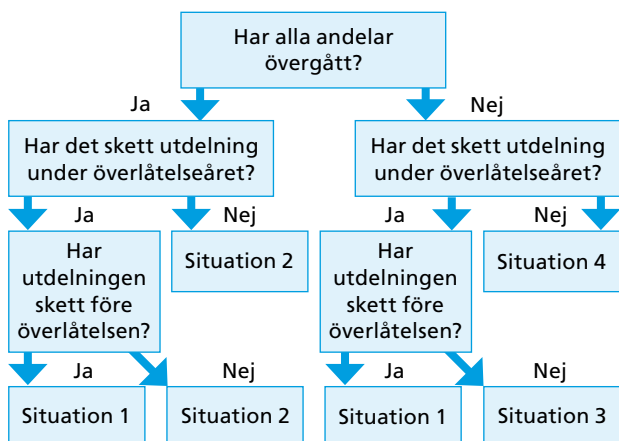 Har alla andelar
övergått?
Ja
Nej
Har det skett utdelning
under överlåtelseåret?
Har det skett utdelning
under överlåtelseåret?
Ja
Nej
Ja
Nej
Har
utdelningen
skett före
överlåtelsen?
Situation 2
Har
utdelningen
skett före
överlåtelsen?
Situation 4
Ja
Nej
Ja
Nej
Situation 1
Situation 2
Situation 1
Situation 3